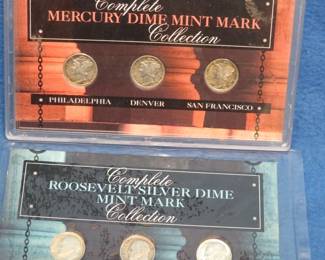 Complete
MERCURY DIME MINT MARK
Collection
PHILADELPHIA DENVER SAN FRANCISCO
Complete
ROOSEVELT SILVER DIME
MINT MARK
Collection